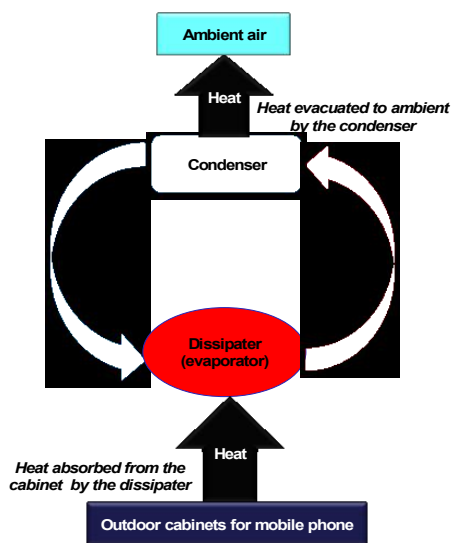 Ambient air
Heat
Heat evacuated to ambient
by the condenser
Condenser
Dissipater
(evaporator)
Heat
Heat absorbed from the
cabinet by the dissipater
Outdoor cabinets for mobile phone